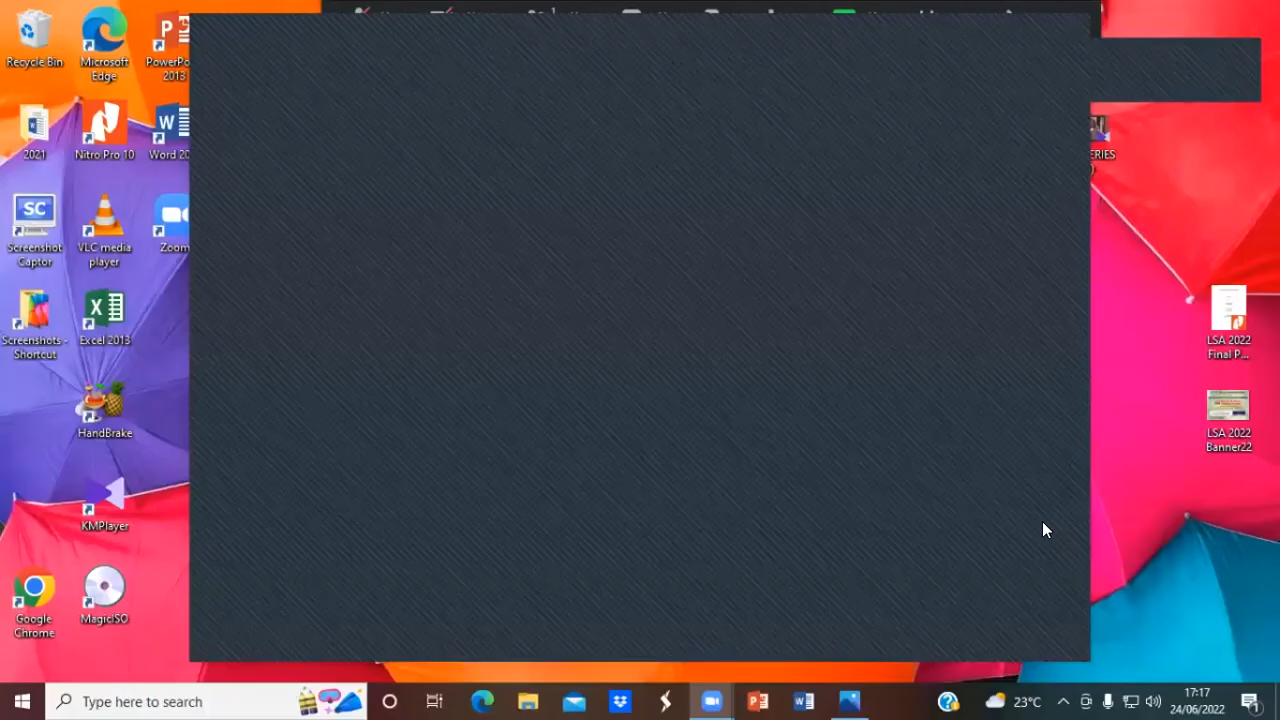 Recycle Bin
Microsoft Edge
2013
2021
Nitro Pro 10
Word 20
ERIES
SC
Screenshot Captor
VLC media player
Zoom
Screenshots - Shortcut
Excel 2013
LSA 2022 Final P...
HandBrake
LSA 2022 Banner22
KMPlayer
Google Chrome
MagicISO
Type here to search
23°C
17:17
24/06/2022
1